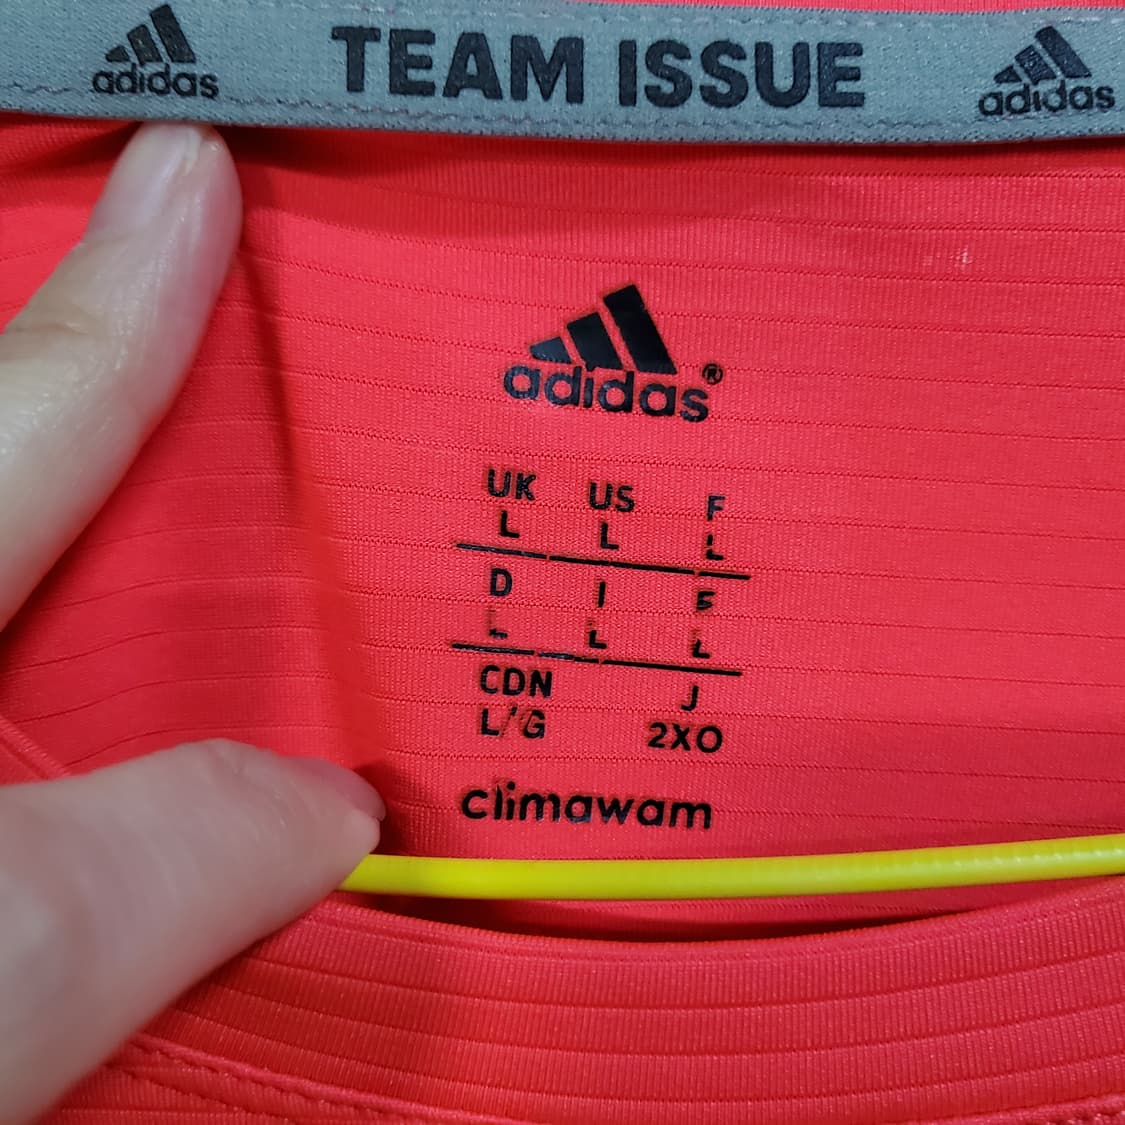 adidas TEAM ISSUE adidas
adidas®
UK US F
L L L
D I E
L L L
CDN J
L/G 2XO
climawam